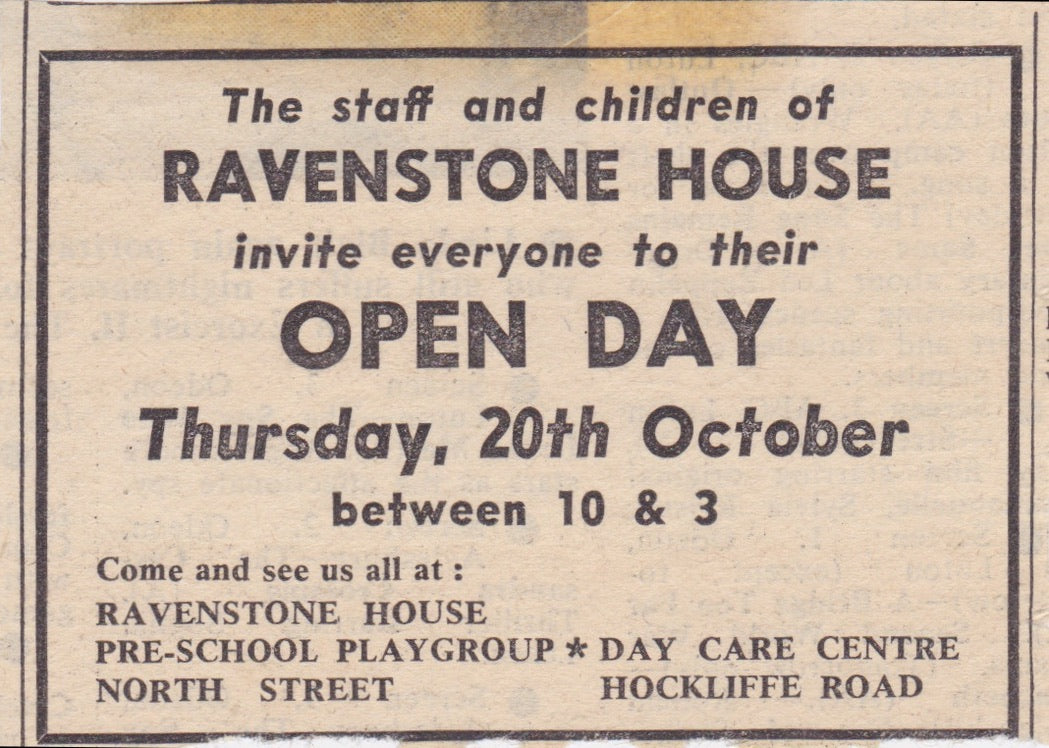 The staff and children of
RAVENSTONE HOUSE
invite everyone to their
OPEN DAY
Thursday, 20th October
between 10 & 3
Come and see us all at :
RAVENSTONE HOUSE
PRE-SCHOOL PLAYGROUP * DAY CARE CENTRE
NORTH STREET HOCKLIFFE ROAD